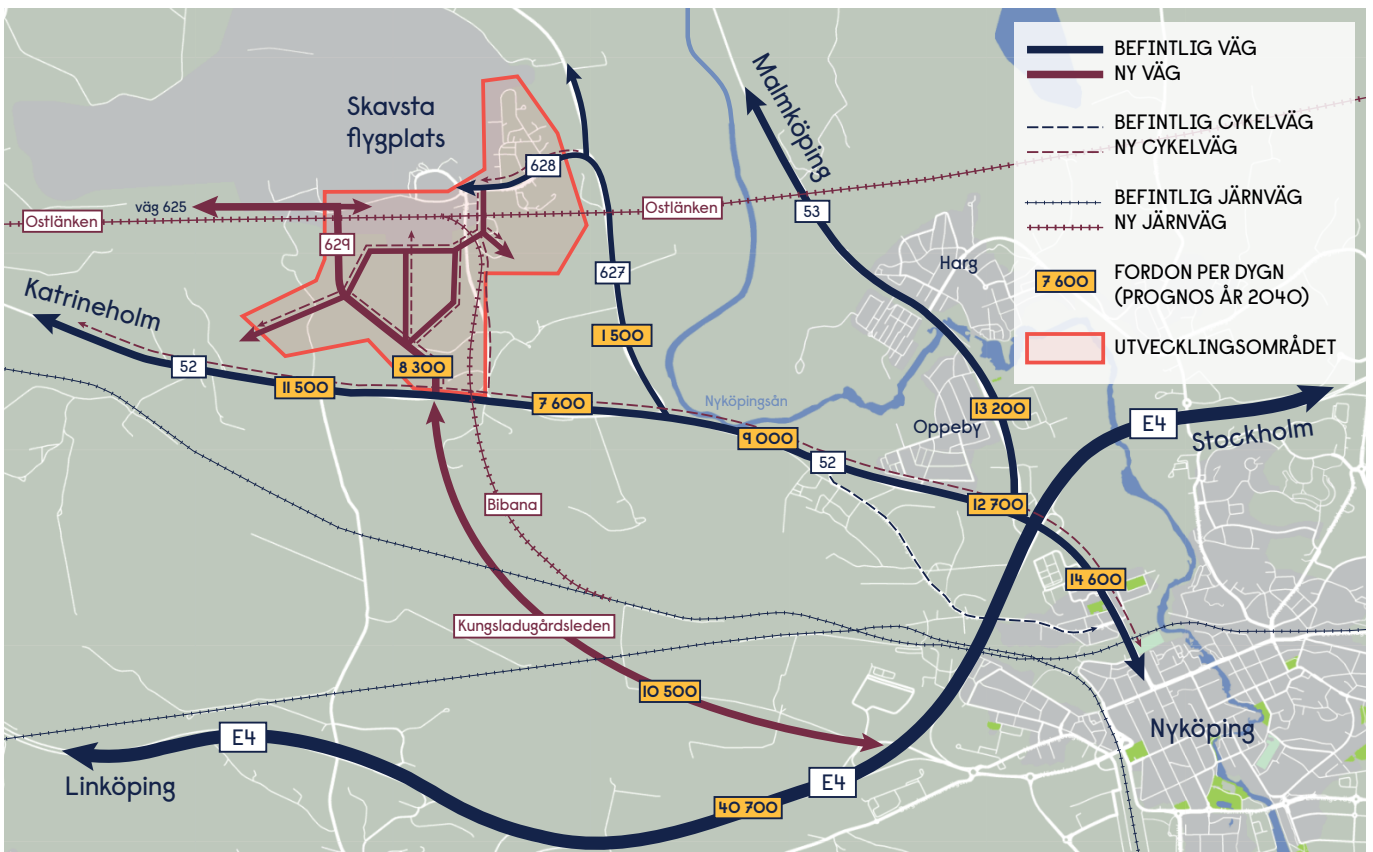 BEFINTLIG VÄG
NY VÄG
BEFINTLIG CYKELVÄG
NY CYKELVÄG
BEFINTLIG JÄRNVÄG
NY JÄRNVÄG
7 600
FORDON PER DYGN
(PROGNOS ÅR 2040)
UTVECKLINGSOMRÅDET
Skavsta
flygplats
Malmköping
628
väg 625
Ostlänken
Ostlänken
53
629
627
Harg
Katrineholm
1 500
52
11 500
8 300
7 600
Nyköpingsån
13 200
Oppeby
E4
Stockholm
9 000
52
Bibana
12 700
14 600
Kungsladugårdsleden
10 500
Nyköping
E4
Linköping
E4
40 700